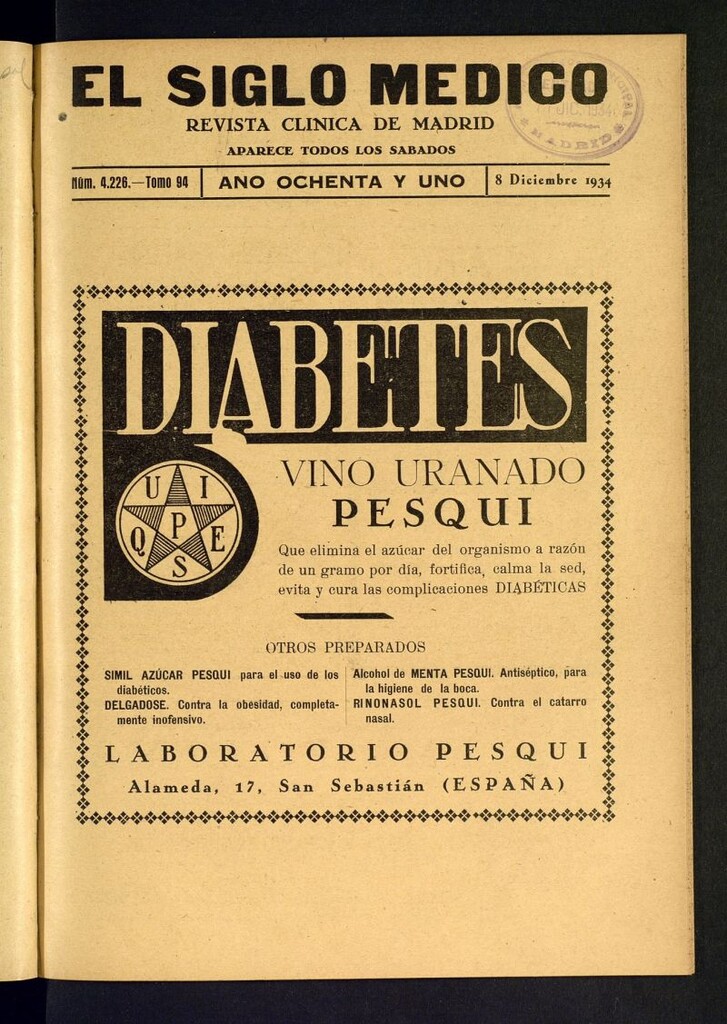 EL SIGLO MEDICO
REVISTA CLINICA DE MADRID
APARECE TODOS LOS SABADOS
Núm. 4.226.—Tomo 94
ANO OCHENTA Y UNO
8 Diciembre 1934
MADRID
DIABETES
VINO URANADO
PESQUI
U I
Q P E
S
Que elimina el azúcar del organismo a razón
de un gramo por día, fortifica, calma la sed,
evita y cura las complicaciones DIABÉTICAS
OTROS PREPARADOS
SIMIL AZÚCAR PESQUI para el uso de los
diabéticos.
DELGADOSE. Contra la obesidad, completa-
mente inofensivo.
Alcohol de MENTA PESQUI. Antiséptico, para
la higiene de la boca.
RINONASOL PESQUI. Contra el catarro
nasal.
LABORATORIO PESQUI
Alameda, 17, San Sebastián (ESPAÑA)